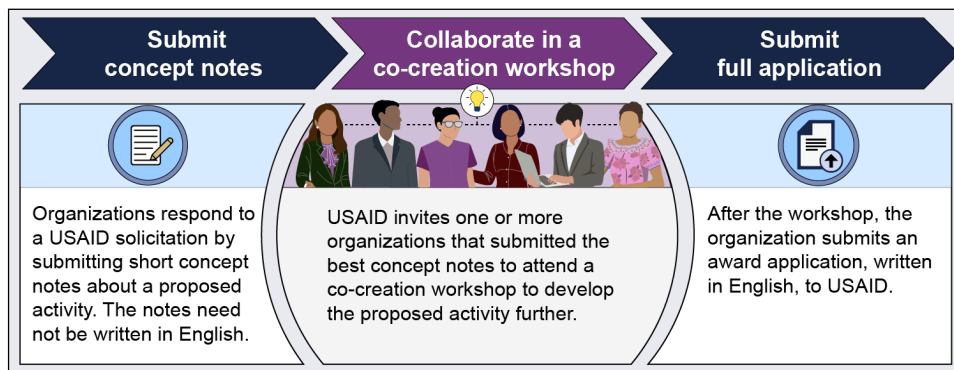 Submit
concept notes
Collaborate in a
co-creation workshop
Submit
full application
Organizations respond to
a USAID solicitation by
submitting short concept
notes about a proposed
activity. The notes need
not be written in English.
USAID invites one or more
organizations that submitted the
best concept notes to attend a
co-creation workshop to develop
the proposed activity further.
After the workshop, the
organization submits an
award application, written
in English, to USAID.